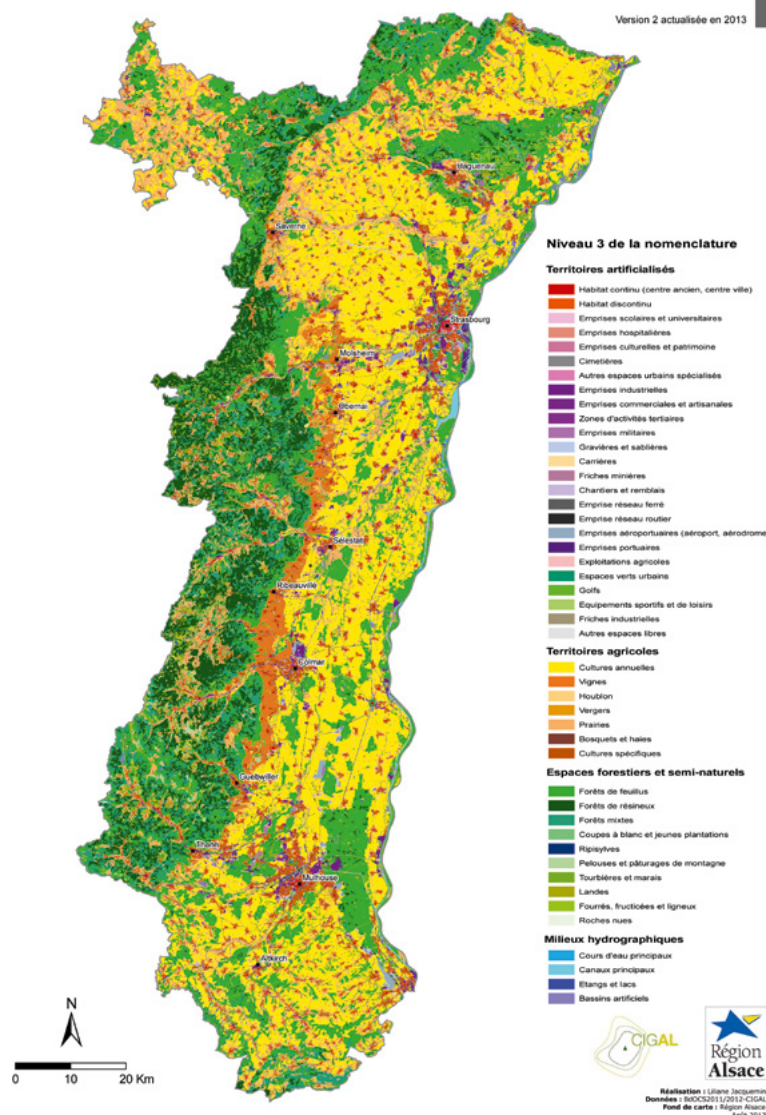 Version 2 actualisée en 2013
Haguenau
Saverne
Strasbourg
Molsheim
Obernai
Sélestat
Ribeauvillé
Colmar
Guebwiller
Thann
Mulhouse
Altkirch
Niveau 3 de la nomenclature
Territoires artificialisés
Habitat continu (centre ancien, centre ville)
Habitat discontinu
Emprises scolaires et universitaires
Emprises hospitalières
Emprises culturelles et patrimoine
Cimetières
Autres espaces urbains spécialisés
Emprises industrielles
Emprises commerciales et artisanales
Zones d'activités tertiaires
Emprises militaires
Gravières et sablières
Carrières
Friches minières
Chantiers et remblais
Emprise réseau ferré
Emprise réseau routier
Emprises aéroportuaires (aéroport, aérodrome
Emprises portuaires
Exploitations agricoles
Espaces verts urbains
Golfs
Equipements sportifs et de loisirs
Friches industrielles
Autres espaces libres
Territoires agricoles
Cultures annuelles
Vignes
Houblon
Vergers
Prairies
Bosquets et haies
Cultures spécifiques
Espaces forestiers et semi-naturels
Forêts de feuillus
Forêts de résineux
Forêts mixtes
Coupes à blanc et jeunes plantations
Ripisylves
Pelouses et pâturages de montagne
Tourbières et marais
Landes
Fourrés, fructicées et ligneux
Roches nues
Milieux hydrographiques
Cours d'eau principaux
Canaux principaux
Etangs et lacs
Bassins artificiels
N
0 10 20 Km
CIGAL
Région
Alsace
Réalisation : Liliane Jacquemin
Données : BdOCS2011/2012-CIGAL
Fond de carte : Région Alsace